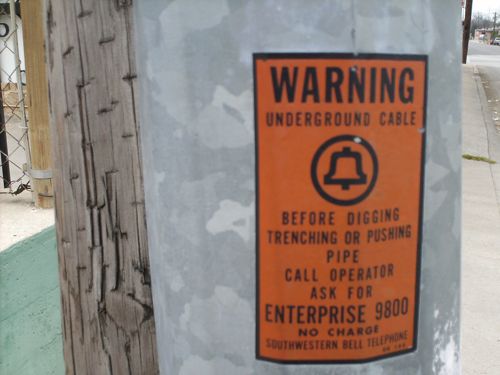 WARNING
UNDERGROUND CABLE
BEFORE DIGGING
TRENCHING OR PUSHING
PIPE
CALL OPERATOR
ASK FOR
ENTERPRISE 9800
NO CHARGE
SOUTHWESTERN BELL TELEPHONE